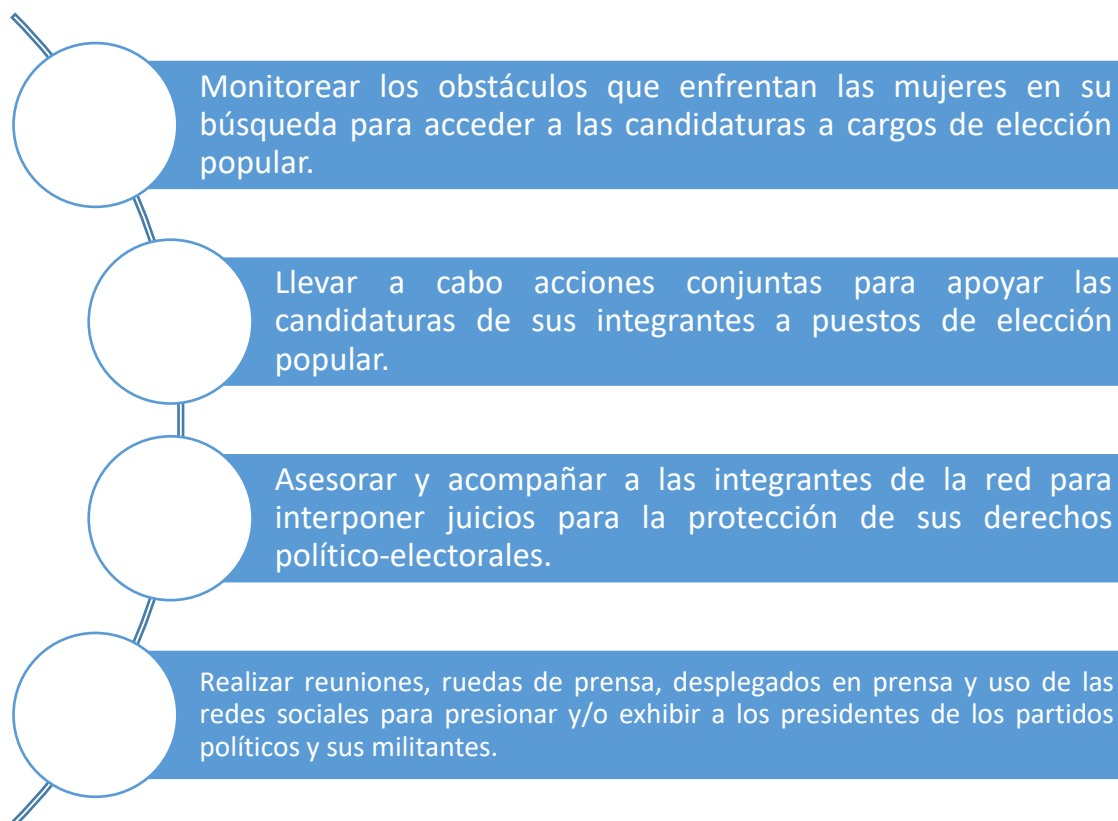 Monitorear los obstáculos que enfrentan las mujeres en su
búsqueda para acceder a las candidaturas a cargos de elección
popular.
Llevar a cabo acciones conjuntas para apoyar las
candidaturas de sus integrantes a puestos de elección
popular.
Asesorar y acompañar a las integrantes de la red para
interponer juicios para la protección de sus derechos
político-electorales.
Realizar reuniones, ruedas de prensa, desplegados en prensa y uso de las
redes sociales para presionar y/o exhibir a los presidentes de los partidos
políticos y sus militantes.